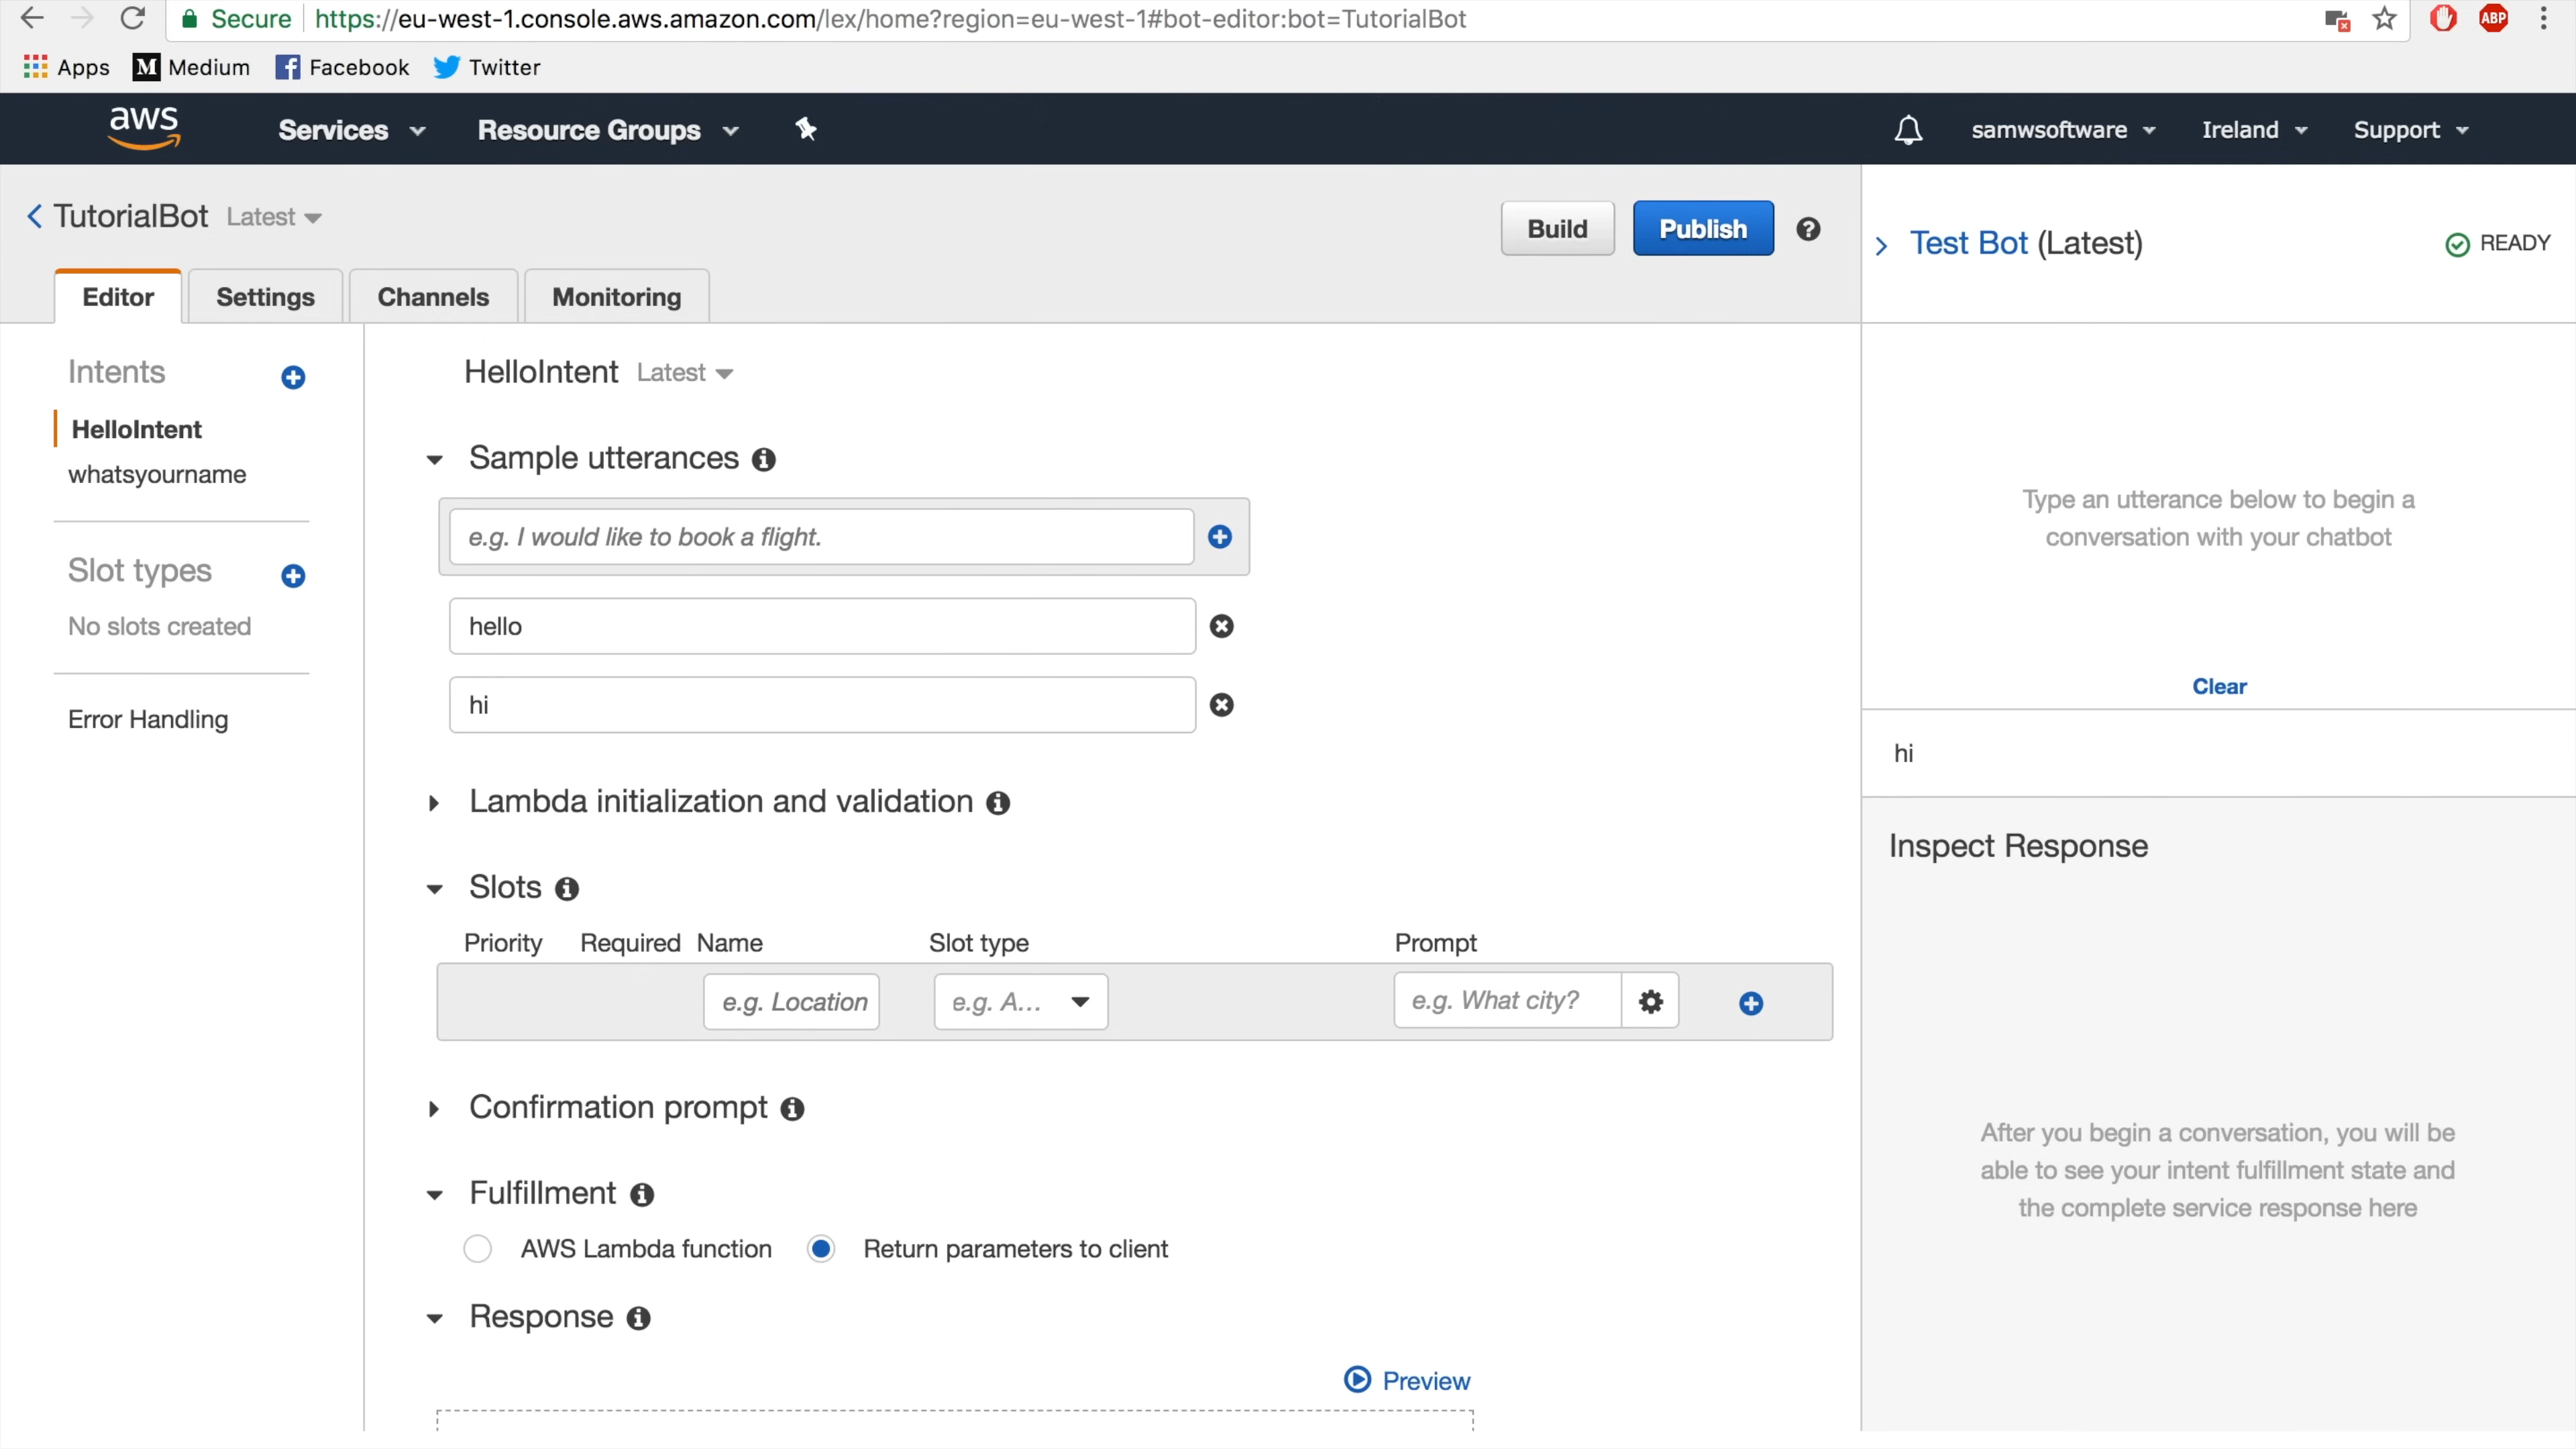 Secure https://eu-west-1.console.aws.amazon.com/lex/home?region=eu-west-1#bot-editor:bot=TutorialBot
ABP
Apps M Medium Facebook Twitter
aws Services Resource Groups samwsoftware Ireland Support
TutorialBot Latest
Build Publish
Test Bot (Latest) READY
Editor Settings Channels Monitoring
Intents
HelloIntent
whatsyourname
Slot types
No slots created
Error Handling
HelloIntent Latest
Sample utterances
e.g. I would like to book a flight.
hello
hi
Lambda initialization and validation
Slots
Priority Required Name Slot type Prompt
e.g. Location e.g. A... e.g. What city?
Confirmation prompt
Fulfillment
AWS Lambda function Return parameters to client
Response
Preview
Type an utterance below to begin a
conversation with your chatbot
Clear
hi
Inspect Response
After you begin a conversation, you will be
able to see your intent fulfillment state and
the complete service response here